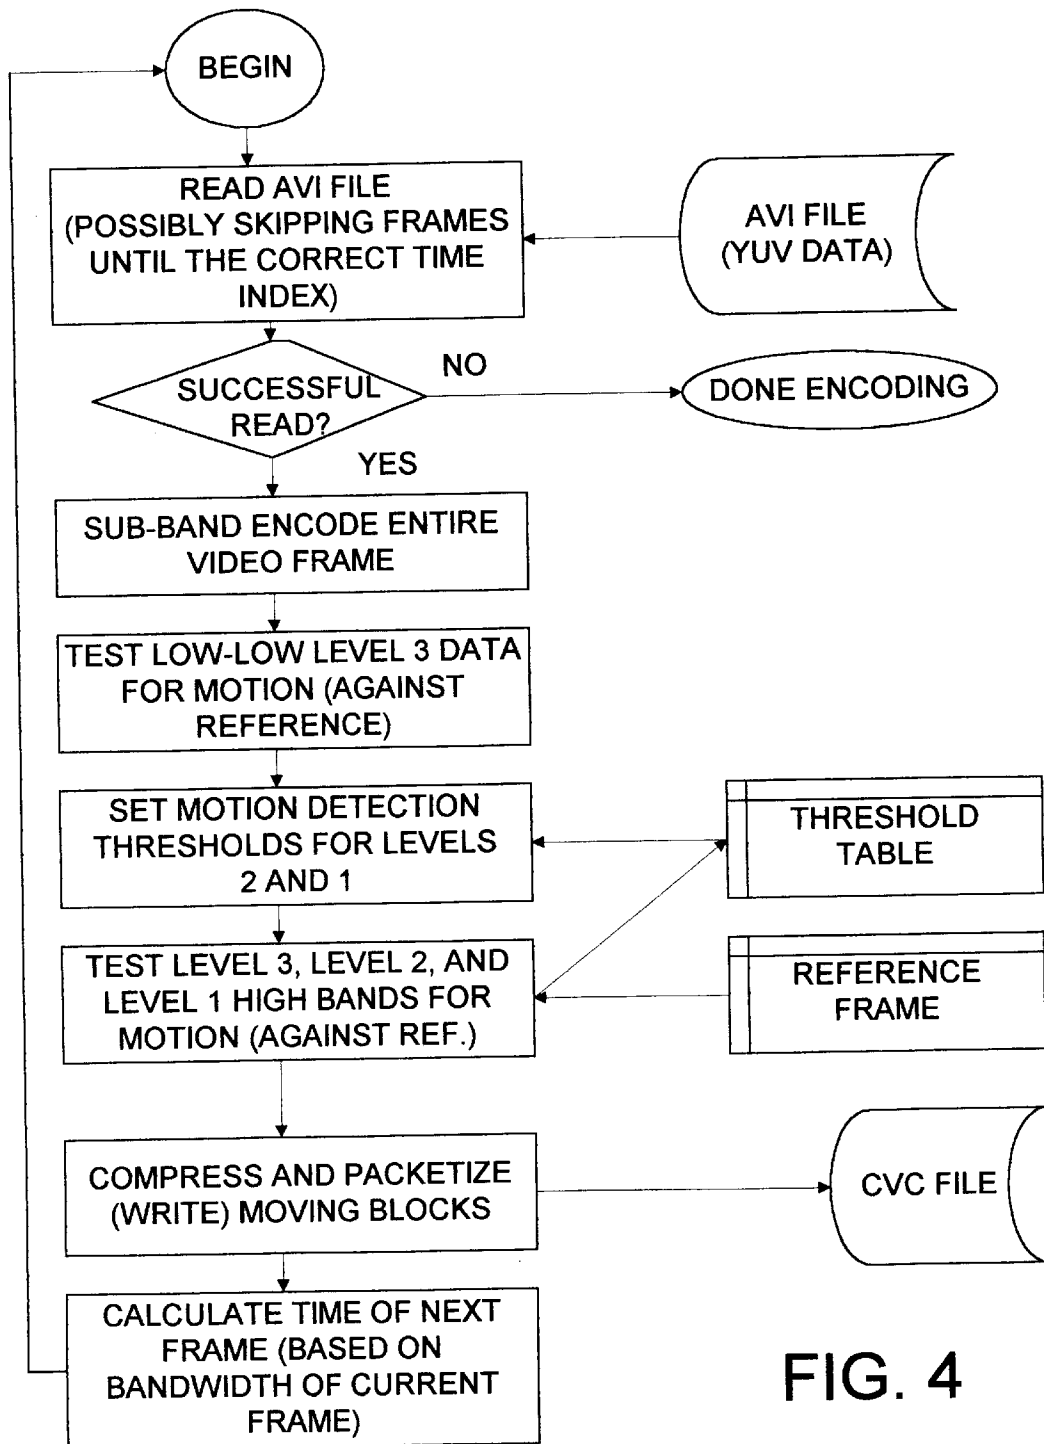 BEGIN
READ AVI FILE
(POSSIBLY SKIPPING FRAMES
UNTIL THE CORRECT TIME
INDEX)
AVI FILE
(YUV DATA)
SUCCESSFUL
READ?
NO
DONE ENCODING
YES
SUB-BAND ENCODE ENTIRE
VIDEO FRAME
TEST LOW-LOW LEVEL 3 DATA
FOR MOTION (AGAINST
REFERENCE)
SET MOTION DETECTION
THRESHOLDS FOR LEVELS
2 AND 1
THRESHOLD
TABLE
TEST LEVEL 3, LEVEL 2, AND
LEVEL 1 HIGH BANDS FOR
MOTION (AGAINST REF.)
REFERENCE
FRAME
COMPRESS AND PACKETIZE
(WRITE) MOVING BLOCKS
CVC FILE
CALCULATE TIME OF NEXT
FRAME (BASED ON
BANDWIDTH OF CURRENT
FRAME)
FIG. 4